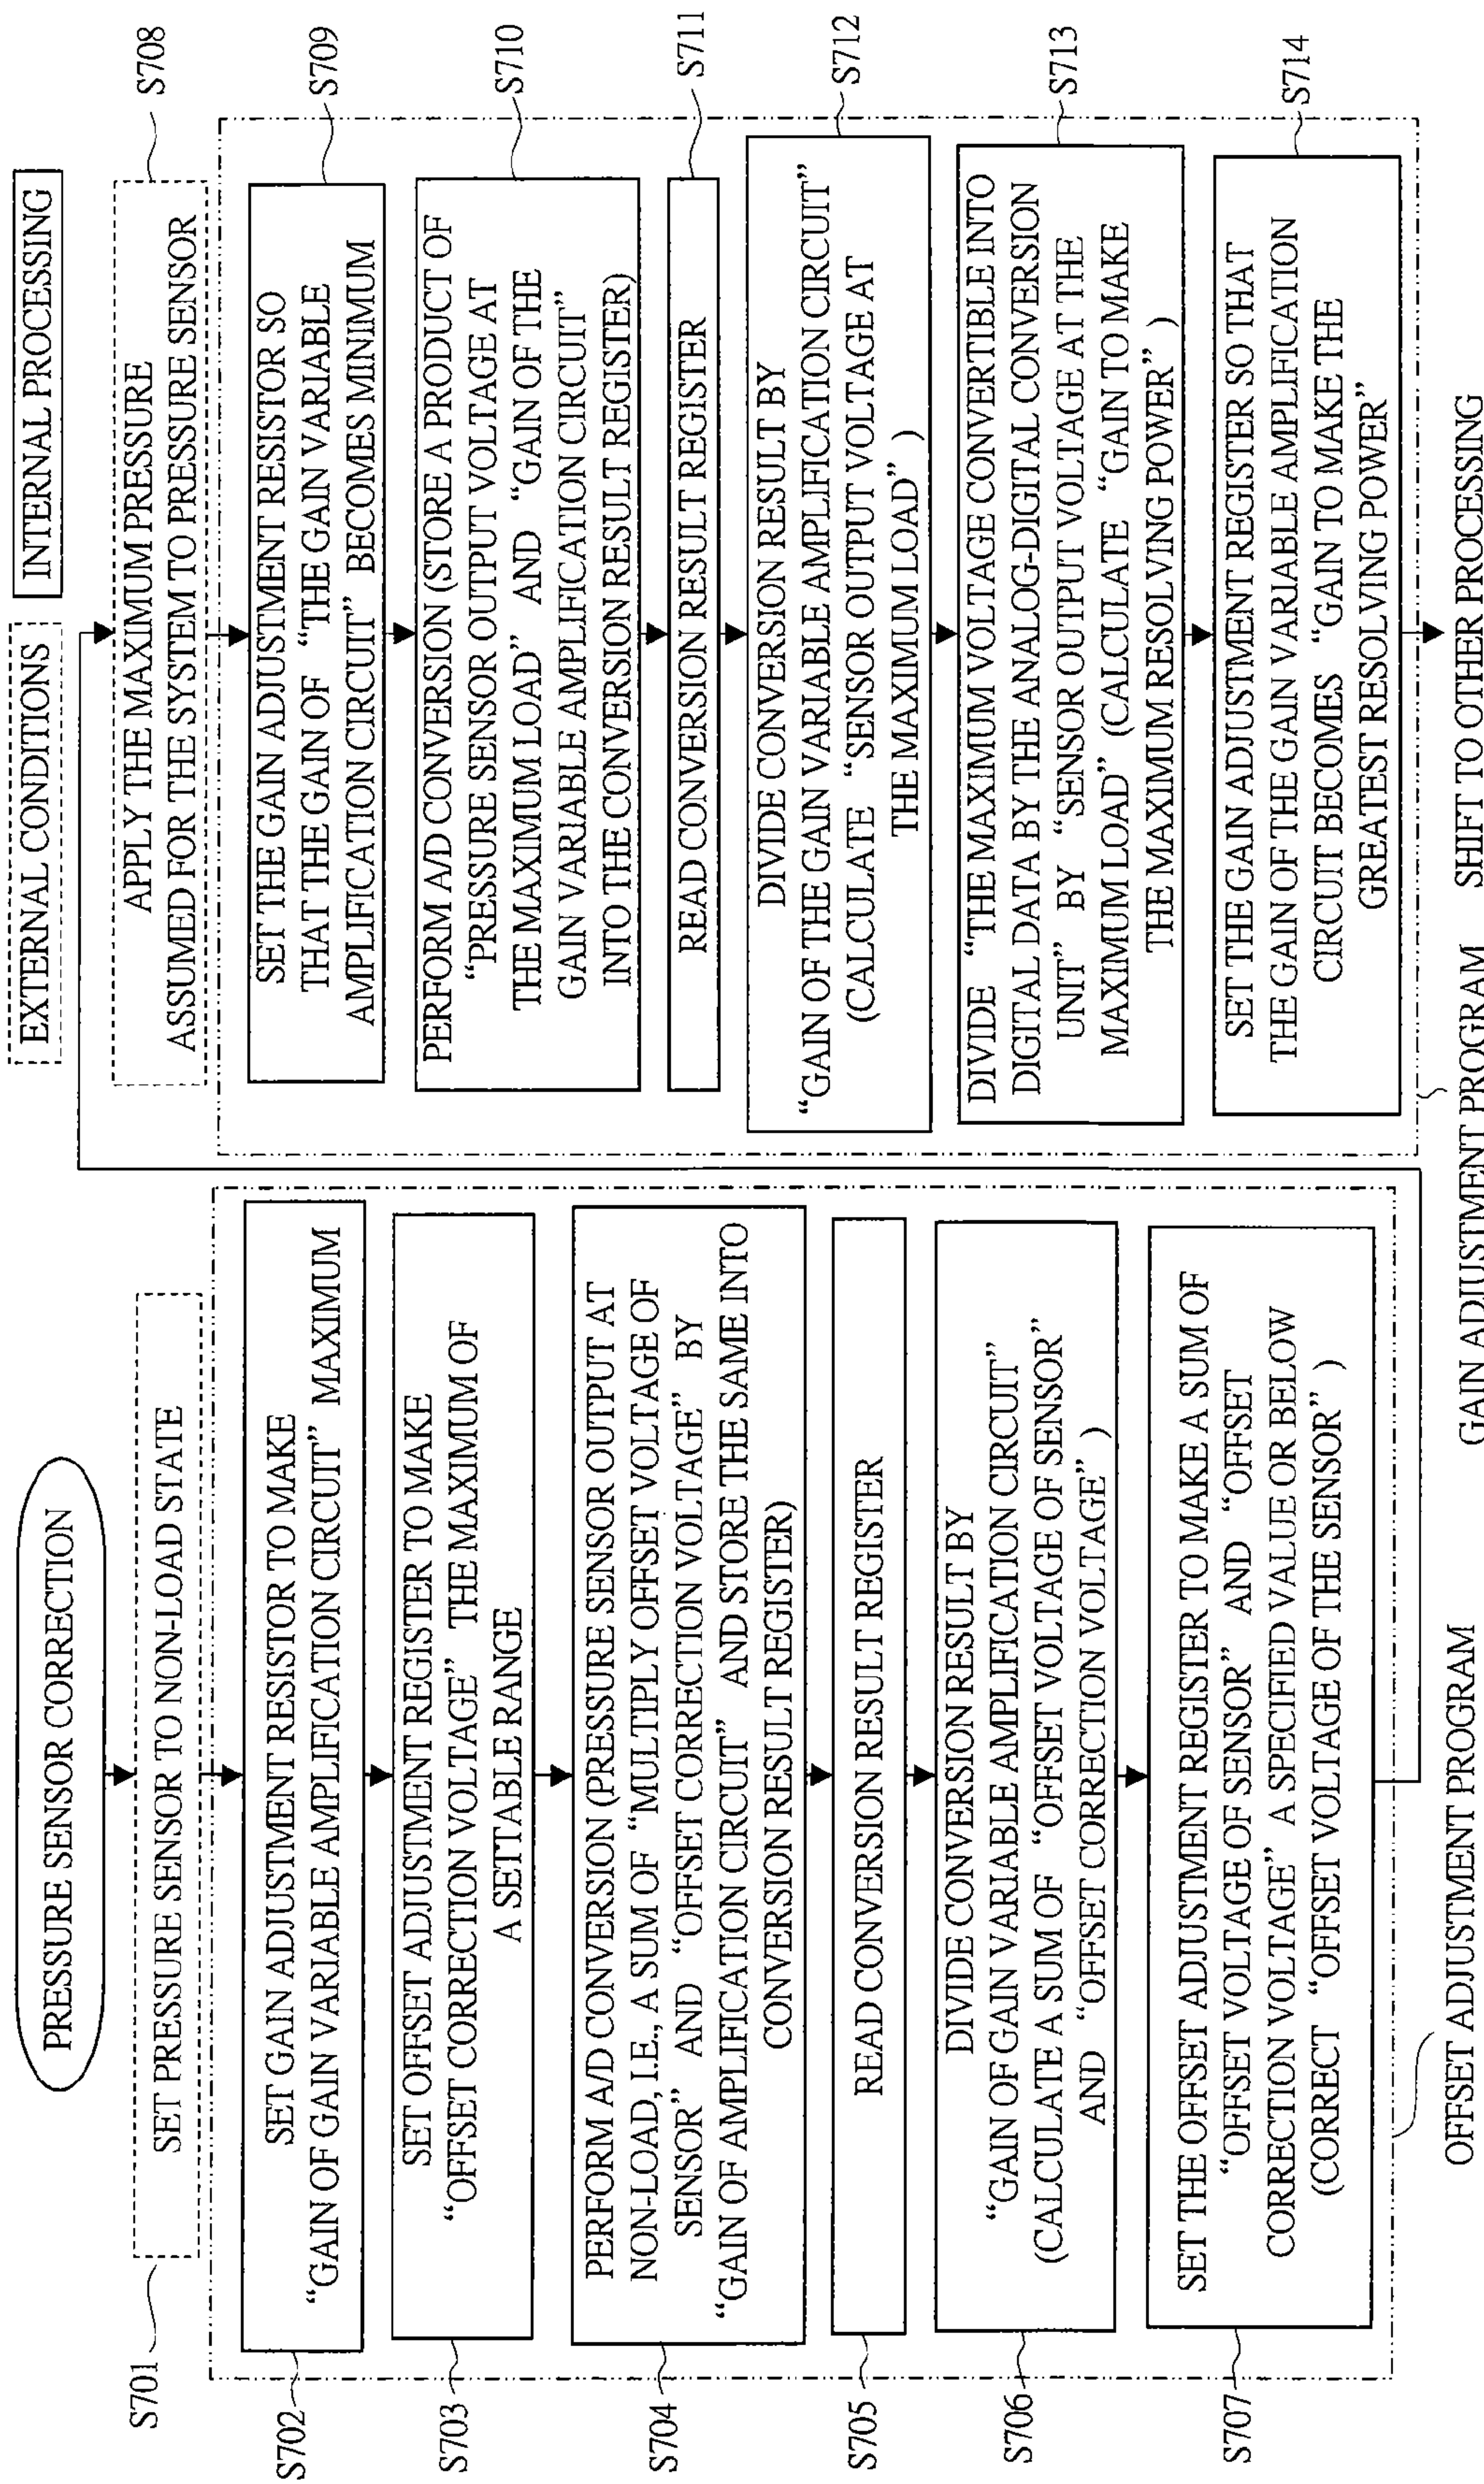 EXTERNAL CONDITIONS
INTERNAL PROCESSING
PRESSURE SENSOR CORRECTION
S701
SET PRESSURE SENSOR TO NON-LOAD STATE
S702
SET GAIN ADJUSTMENT RESISTOR TO MAKE
“GAIN OF GAIN VARIABLE AMPLIFICATION CIRCUIT” MAXIMUM
S703
SET OFFSET ADJUSTMENT REGISTER TO MAKE
“OFFSET CORRECTION VOLTAGE” THE MAXIMUM OF
A SETTABLE RANGE
S704
PERFORM A/D CONVERSION (PRESSURE SENSOR OUTPUT AT
NON-LOAD, I.E., A SUM OF “MULTIPLY OFFSET VOLTAGE OF
SENSOR” AND “OFFSET CORRECTION VOLTAGE” BY
“GAIN OF AMPLIFICATION CIRCUIT” AND STORE THE SAME INTO
CONVERSION RESULT REGISTER)
S705
READ CONVERSION RESULT REGISTER
S706
DIVIDE CONVERSION RESULT BY
“GAIN OF GAIN VARIABLE AMPLIFICATION CIRCUIT”
(CALCULATE A SUM OF “OFFSET VOLTAGE OF SENSOR”
AND “OFFSET CORRECTION VOLTAGE” )
S707
SET THE OFFSET ADJUSTMENT REGISTER TO MAKE A SUM OF
“OFFSET VOLTAGE OF SENSOR” AND “OFFSET
CORRECTION VOLTAGE” A SPECIFIED VALUE OR BELOW
(CORRECT “OFFSET VOLTAGE OF THE SENSOR” )
OFFSET ADJUSTMENT PROGRAM
S708
APPLY THE MAXIMUM PRESSURE
ASSUMED FOR THE SYSTEM TO PRESSURE SENSOR
S709
SET THE GAIN ADJUSTMENT RESISTOR SO
THAT THE GAIN OF “THE GAIN VARIABLE
AMPLIFICATION CIRCUIT” BECOMES MINIMUM
S710
PERFORM A/D CONVERSION (STORE A PRODUCT OF
“PRESSURE SENSOR OUTPUT VOLTAGE AT
THE MAXIMUM LOAD” AND “GAIN OF THE
GAIN VARIABLE AMPLIFICATION CIRCUIT”
INTO THE CONVERSION RESULT REGISTER)
S711
READ CONVERSION RESULT REGISTER
S712
DIVIDE CONVERSION RESULT BY
“GAIN OF THE GAIN VARIABLE AMPLIFICATION CIRCUIT”
(CALCULATE “SENSOR OUTPUT VOLTAGE AT
THE MAXIMUM LOAD” )
S713
DIVIDE “THE MAXIMUM VOLTAGE CONVERTIBLE INTO
DIGITAL DATA BY THE ANALOG-DIGITAL CONVERSION
UNIT” BY “SENSOR OUTPUT VOLTAGE AT THE
MAXIMUM LOAD” (CALCULATE “GAIN TO MAKE
THE MAXIMUM RESOLVING POWER” )
S714
SET THE GAIN ADJUSTMENT REGISTER SO THAT
THE GAIN OF THE GAIN VARIABLE AMPLIFICATION
CIRCUIT BECOMES “GAIN TO MAKE THE
GREATEST RESOLVING POWER”
GAIN ADJUSTMENT PROGRAM
SHIFT TO OTHER PROCESSING